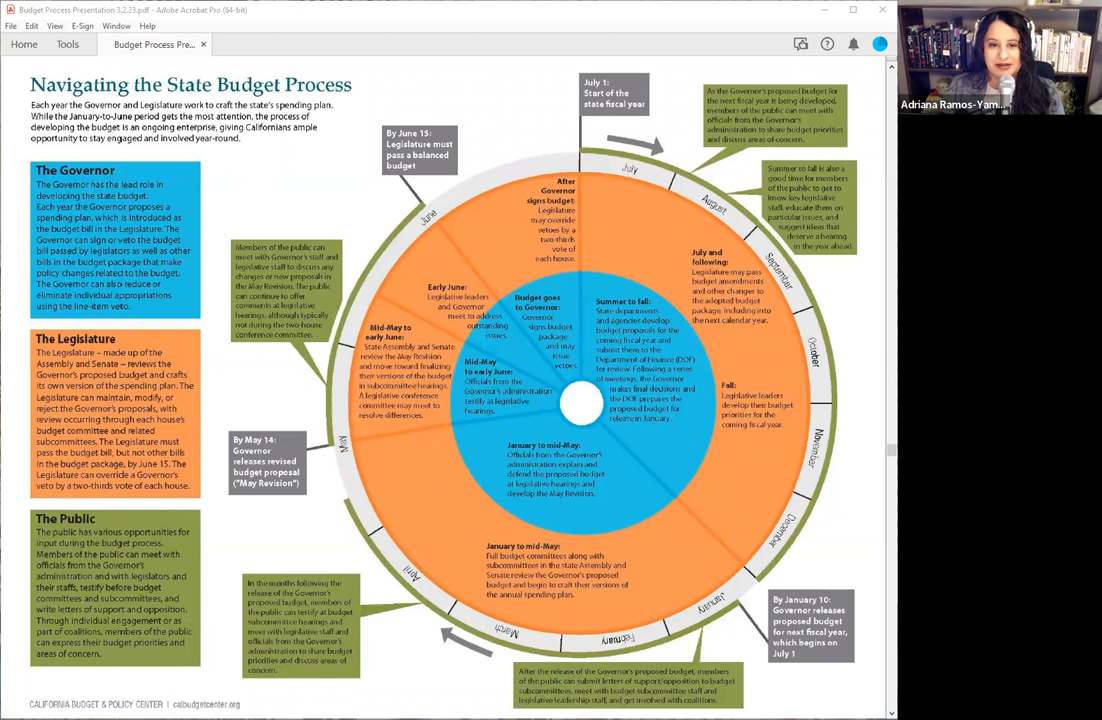 Budget Process Presentation 3.2.23.pdf - Adobe Acrobat Pro (64-bit)
File Edit View E-Sign Window Help
Home Tools Budget Process Pre... ×
Adriana Ramos-Yam...
Navigating the State Budget Process
Each year the Governor and Legislature work to craft the state's spending plan.
While the January-to-June period gets the most attention, the process of
developing the budget is an ongoing enterprise, giving Californians ample
opportunity to stay engaged and involved year-round.
The Governor
The Governor has the lead role in
developing the state budget.
Each year the Governor proposes a
spending plan, which is introduced as
the budget bill in the Legislature. The
Governor can sign or veto the budget
bill passed by legislators as well as other
bills in the budget package that make
policy changes related to the budget.
The Governor can also reduce or
eliminate individual appropriations
using the line-item veto.
The Legislature
The Legislature – made up of the
Assembly and Senate – reviews the
Governor's proposed budget and crafts
its own version of the spending plan. The
Legislature can maintain, modify, or
reject the Governor's proposals, with
review occurring through each house's
budget committee and related
subcommittees. The Legislature must
pass the budget bill, but not other bills
in the budget package, by June 15. The
Legislature can override a Governor's
veto by a two-thirds vote of each house.
The Public
The public has various opportunities for
input during the budget process.
Members of the public can meet with
officials from the Governor's
administration and with legislators and
their staffs, testify before budget
committees and subcommittees, and
write letters of support and opposition.
Through individual engagement or as
part of coalitions, members of the public
can express their budget priorities and
areas of concern.
July 1:
Start of the
state fiscal year
As the Governor's proposed budget for
the next fiscal year is being developed,
members of the public can meet with
officials from the Governor's
administration to share budget priorities
and discuss areas of concern.
Summer to fall is also a
good time for members
of the public to get to
know key legislative
staff, educate them on
particular issues, and
suggest ideas that
deserve a hearing
in the year ahead.
By January 10:
Governor releases
proposed budget
for next fiscal year,
which begins on
July 1
After the release of the Governor's proposed budget, members
of the public can submit letters of support/opposition to budget
subcommittees, meet with budget subcommittee staff and
legislative leadership staff, and get involved with coalitions.
In the months following the
release of the Governor's
proposed budget, members of
the public can testify at budget
subcommittee hearings and
meet with legislative staff and
officials from the Governor's
administration to share budget
priorities and discuss areas of
concern.
By May 14:
Governor
releases revised
budget proposal
("May Revision")
Members of the public can
meet with Governor's staff and
legislative staff to discuss any
changes or new proposals in
the May Revision. The public
can continue to offer
comments at legislative
hearings, although typically
not during the two-house
conference committee.
By June 15:
Legislature must
pass a balanced
budget
July
August
September
October
November
December
January
February
March
April
May
June
After
Governor
signs budget:
Legislature
may override
vetoes by a
two-thirds
vote of
each house.
July and
following:
Legislature may pass
budget amendments
and other changes to
the adopted budget
package, including into
the next calendar year.
Fall:
Legislative leaders
develop their budget
priorities for the
coming fiscal year.
January to mid-May:
Full budget committees along with
subcommittees in the state Assembly and
Senate review the Governor's proposed
budget and begin to craft their versions of
the annual spending plan.
Mid-May to
early June:
State Assembly and Senate
review the May Revision
and move toward finalizing
their versions of the budget
in subcommittee hearings.
A legislative conference
committee may meet to
resolve differences.
Early June:
Legislative leaders
and Governor
meet to address
outstanding
issues.
Budget goes
to Governor:
Governor
signs budget
package
and may
issue
vetoes.
Summer to fall:
State departments
and agencies develop
budget proposals for the
coming fiscal year and
submit them to the
Department of Finance (DOF)
for review. Following a series
of meetings, the Governor
makes final decisions and
the DOF prepares the
proposed budget for
release in January.
Mid-May
to early June:
Officials from the
Governor's administration
testify at legislative
hearings.
January to mid-May:
Officials from the Governor's
administration explain and
defend the proposed budget
at legislative hearings and
develop the May Revision.
CALIFORNIA BUDGET & POLICY CENTER | calbudgetcenter.org